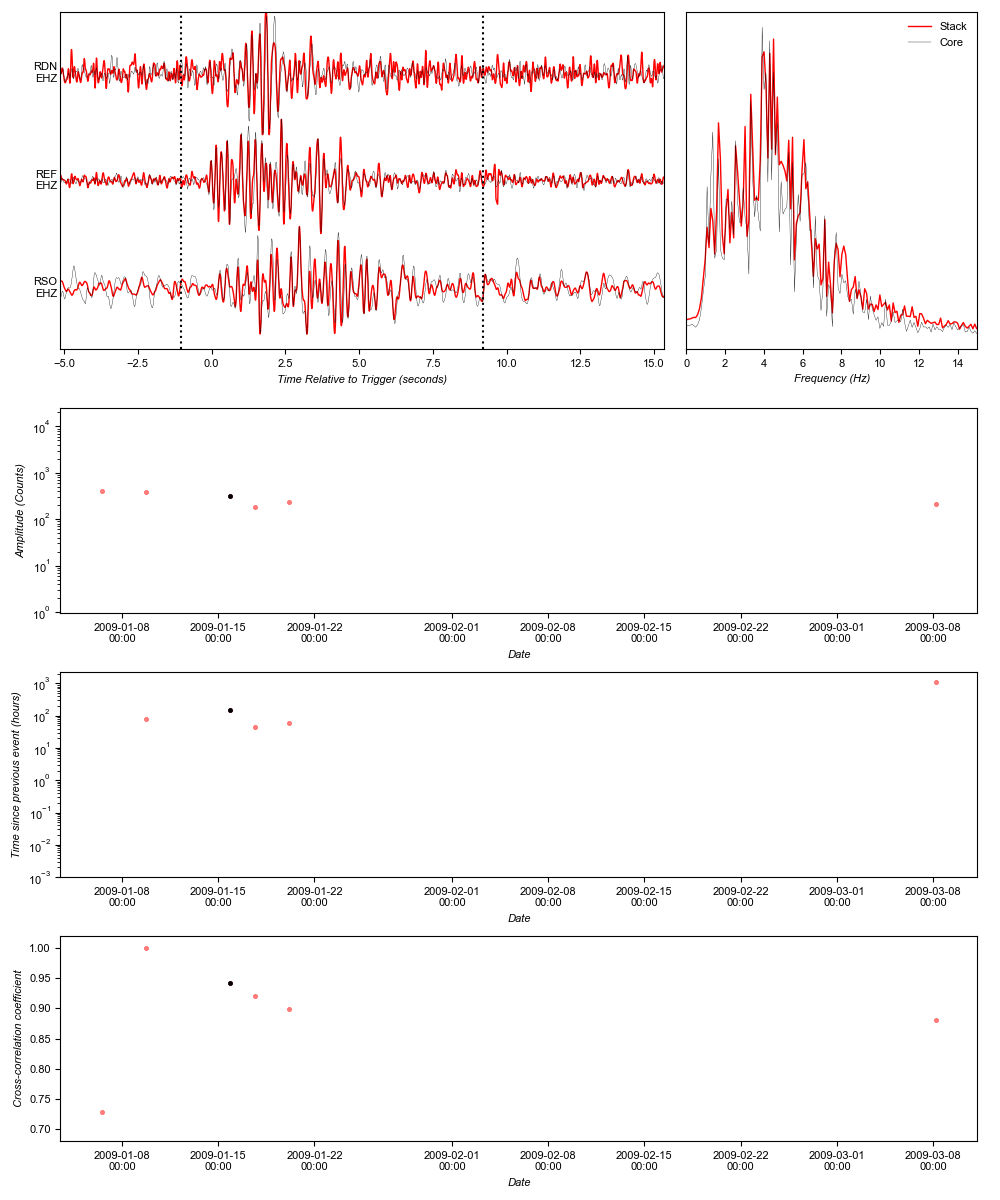 RDN
EHZ
REF
EHZ
RSO
EHZ
−5.0 −2.5 0.0 2.5 5.0 7.5 10.0 12.5 15.0
Time Relative to Trigger (seconds)
Stack
Core
0 2 4 6 8 10 12 14
Frequency (Hz)
Amplitude (Counts)
10⁴
10³
10²
10¹
10⁰
2009-01-08 2009-01-15 2009-01-22 2009-02-01 2009-02-08 2009-02-15 2009-02-22 2009-03-01 2009-03-08
00:00 00:00 00:00 00:00 00:00 00:00 00:00 00:00 00:00
Date
Time since previous event (hours)
10³
10²
10¹
10⁰
10⁻¹
10⁻²
10⁻³
2009-01-08 2009-01-15 2009-01-22 2009-02-01 2009-02-08 2009-02-15 2009-02-22 2009-03-01 2009-03-08
00:00 00:00 00:00 00:00 00:00 00:00 00:00 00:00 00:00
Date
Cross-correlation coefficient
1.00
0.95
0.90
0.85
0.80
0.75
0.70
2009-01-08 2009-01-15 2009-01-22 2009-02-01 2009-02-08 2009-02-15 2009-02-22 2009-03-01 2009-03-08
00:00 00:00 00:00 00:00 00:00 00:00 00:00 00:00 00:00
Date